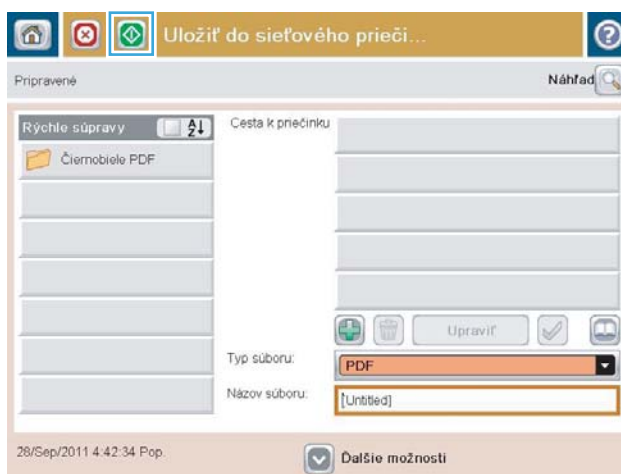 Uložiť do sieťového prieči...
Pripravené
Náhľad
Rýchle súpravy
Cesta k priečinku
Čiernobiele PDF
Upraviť
Typ súboru:
PDF
Názov súboru:
[Untitled]
28/Sep/2011 4:42:34 Pop.
Ďalšie možnosti